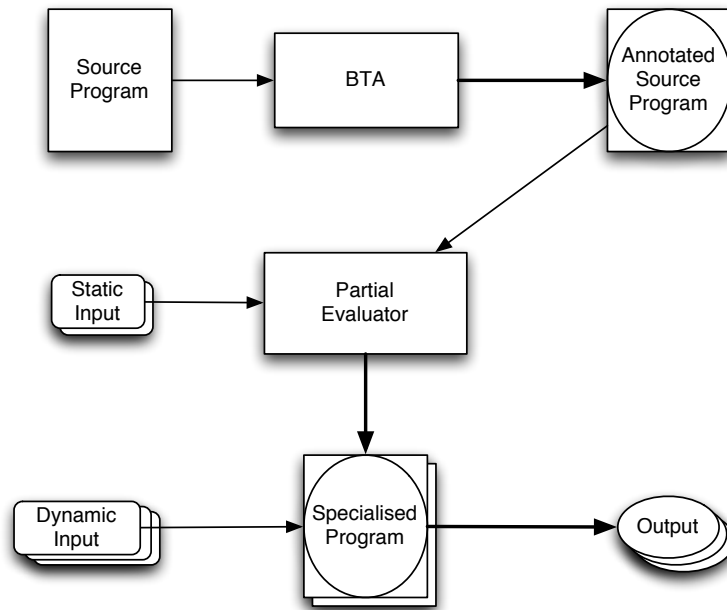 Source
Program
BTA
Annotated
Source
Program
Static
Input
Partial
Evaluator
Dynamic
Input
Specialised
Program
Output